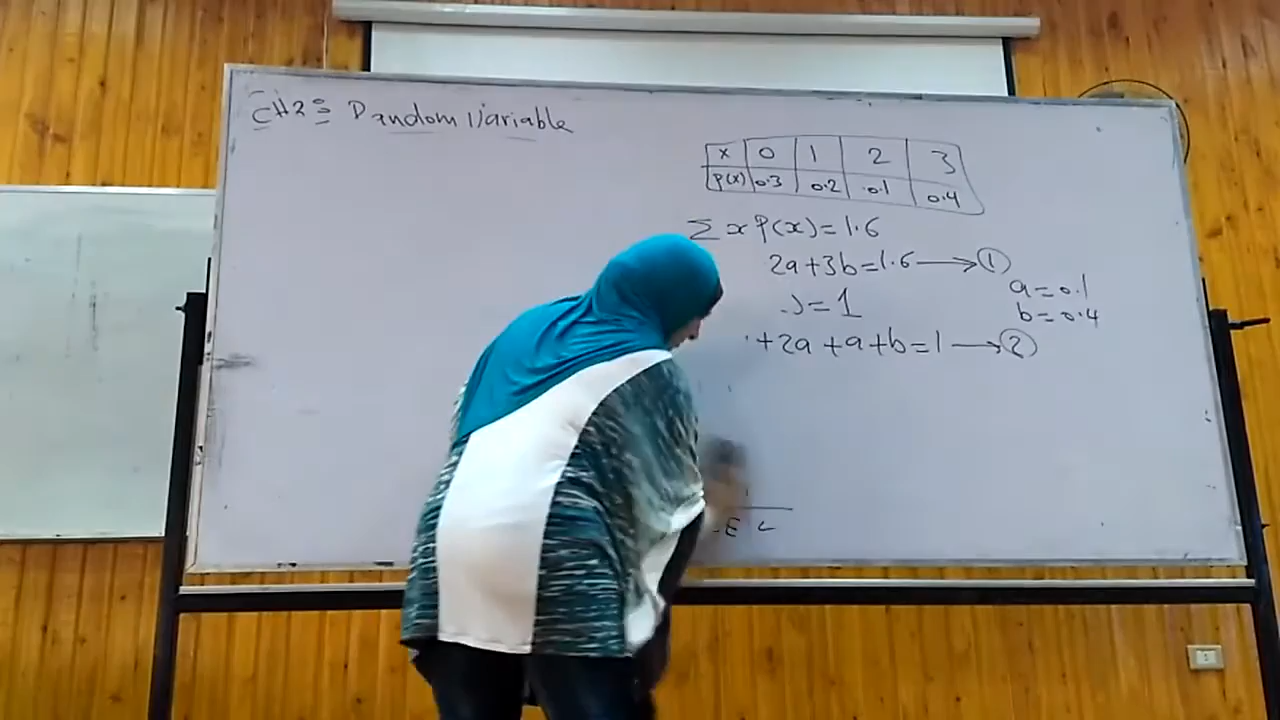 CH2: Random Variable
x 0 1 2 3
P(x) 0.3 0.2 0.1 0.4
Σ x P(x) = 1.6
2a+3b=1.6 → ①
a=0.1
) = 1
b=0.4
+2a+a+b=1 → ②